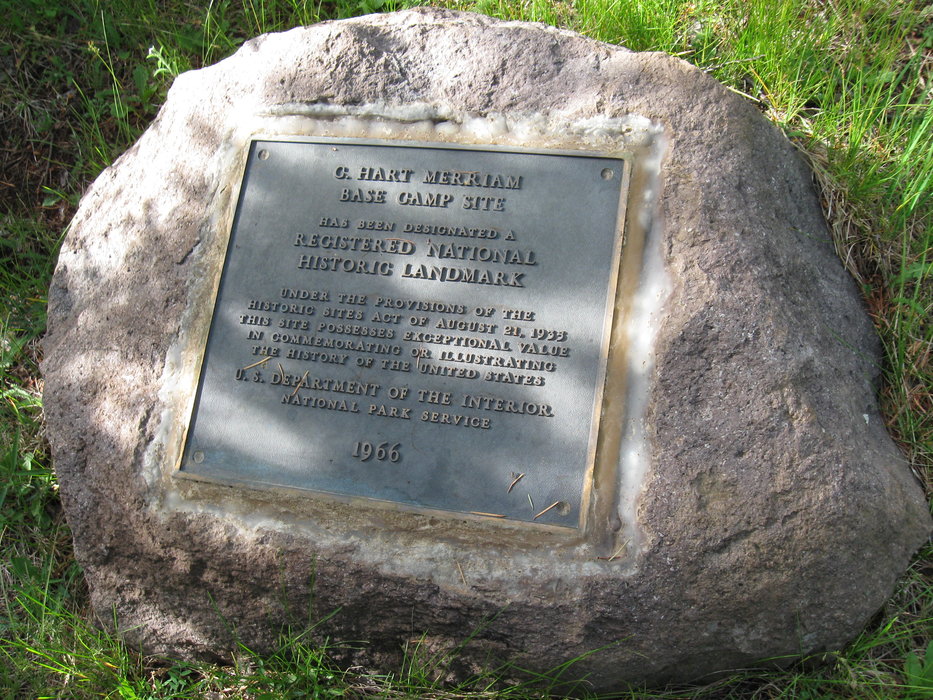 C. HART MERRIAM
BASE CAMP SITE
HAS BEEN DESIGNATED A
REGISTERED NATIONAL
HISTORIC LANDMARK
UNDER THE PROVISIONS OF THE
HISTORIC SITES ACT OF AUGUST 21, 1935
THIS SITE POSSESSES EXCEPTIONAL VALUE
IN COMMEMORATING OR ILLUSTRATING
THE HISTORY OF THE UNITED STATES
U. S. DEPARTMENT OF THE INTERIOR
NATIONAL PARK SERVICE
1966